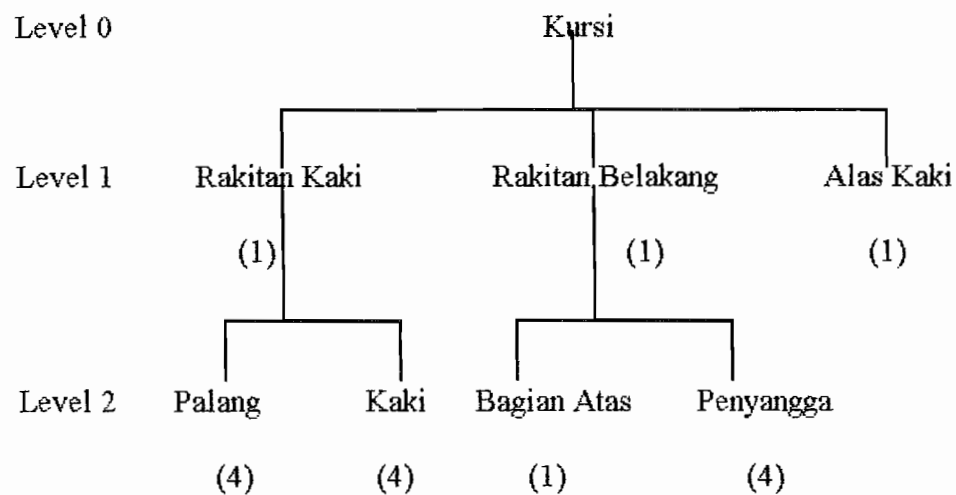 Level 0 Kursi
Level 1 Rakitan Kaki Rakitan Belakang Alas Kaki
(1) (1) (1)
Level 2 Palang Kaki Bagian Atas Penyangga
(4) (4) (1) (4)